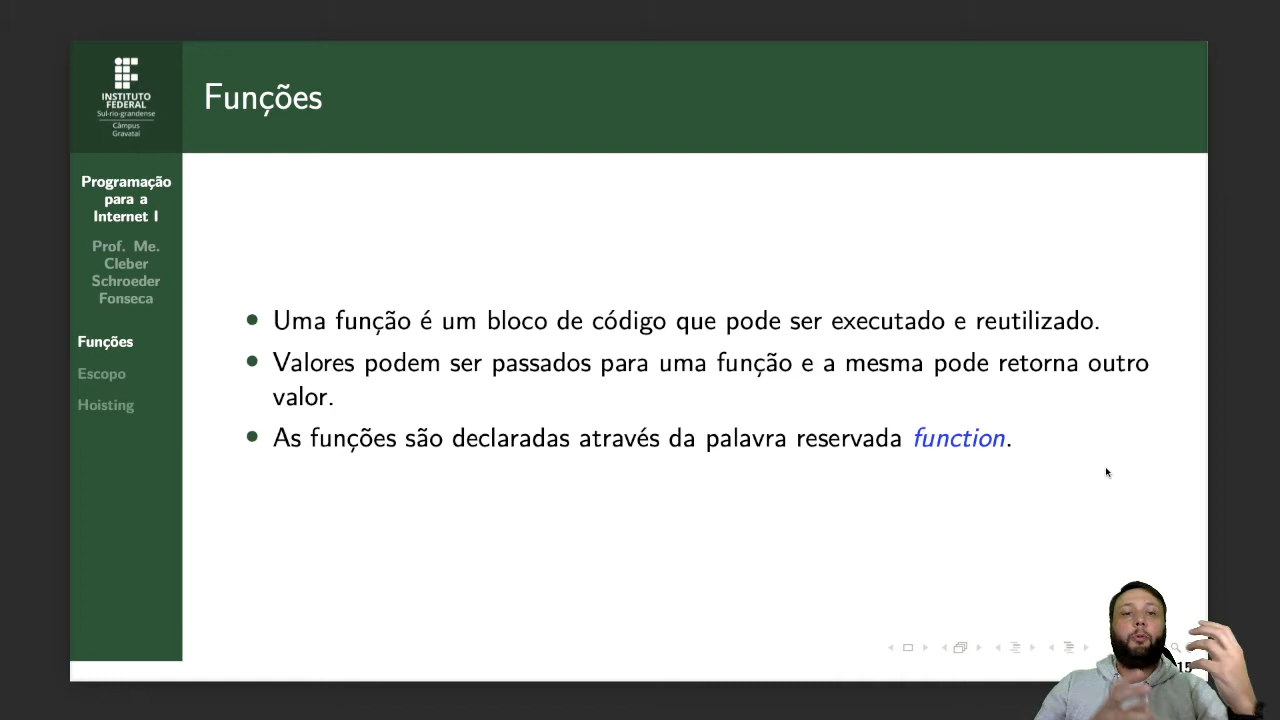 INSTITUTO
FEDERAL
Sul-rio-grandense
Câmpus
Gravataí
Funções
Programação
para a
Internet I
Prof. Me.
Cleber
Schroeder
Fonseca
Funções
Escopo
Hoisting
Uma função é um bloco de código que pode ser executado e reutilizado.
Valores podem ser passados para uma função e a mesma pode retorna outro
valor.
As funções são declaradas através da palavra reservada function.
15